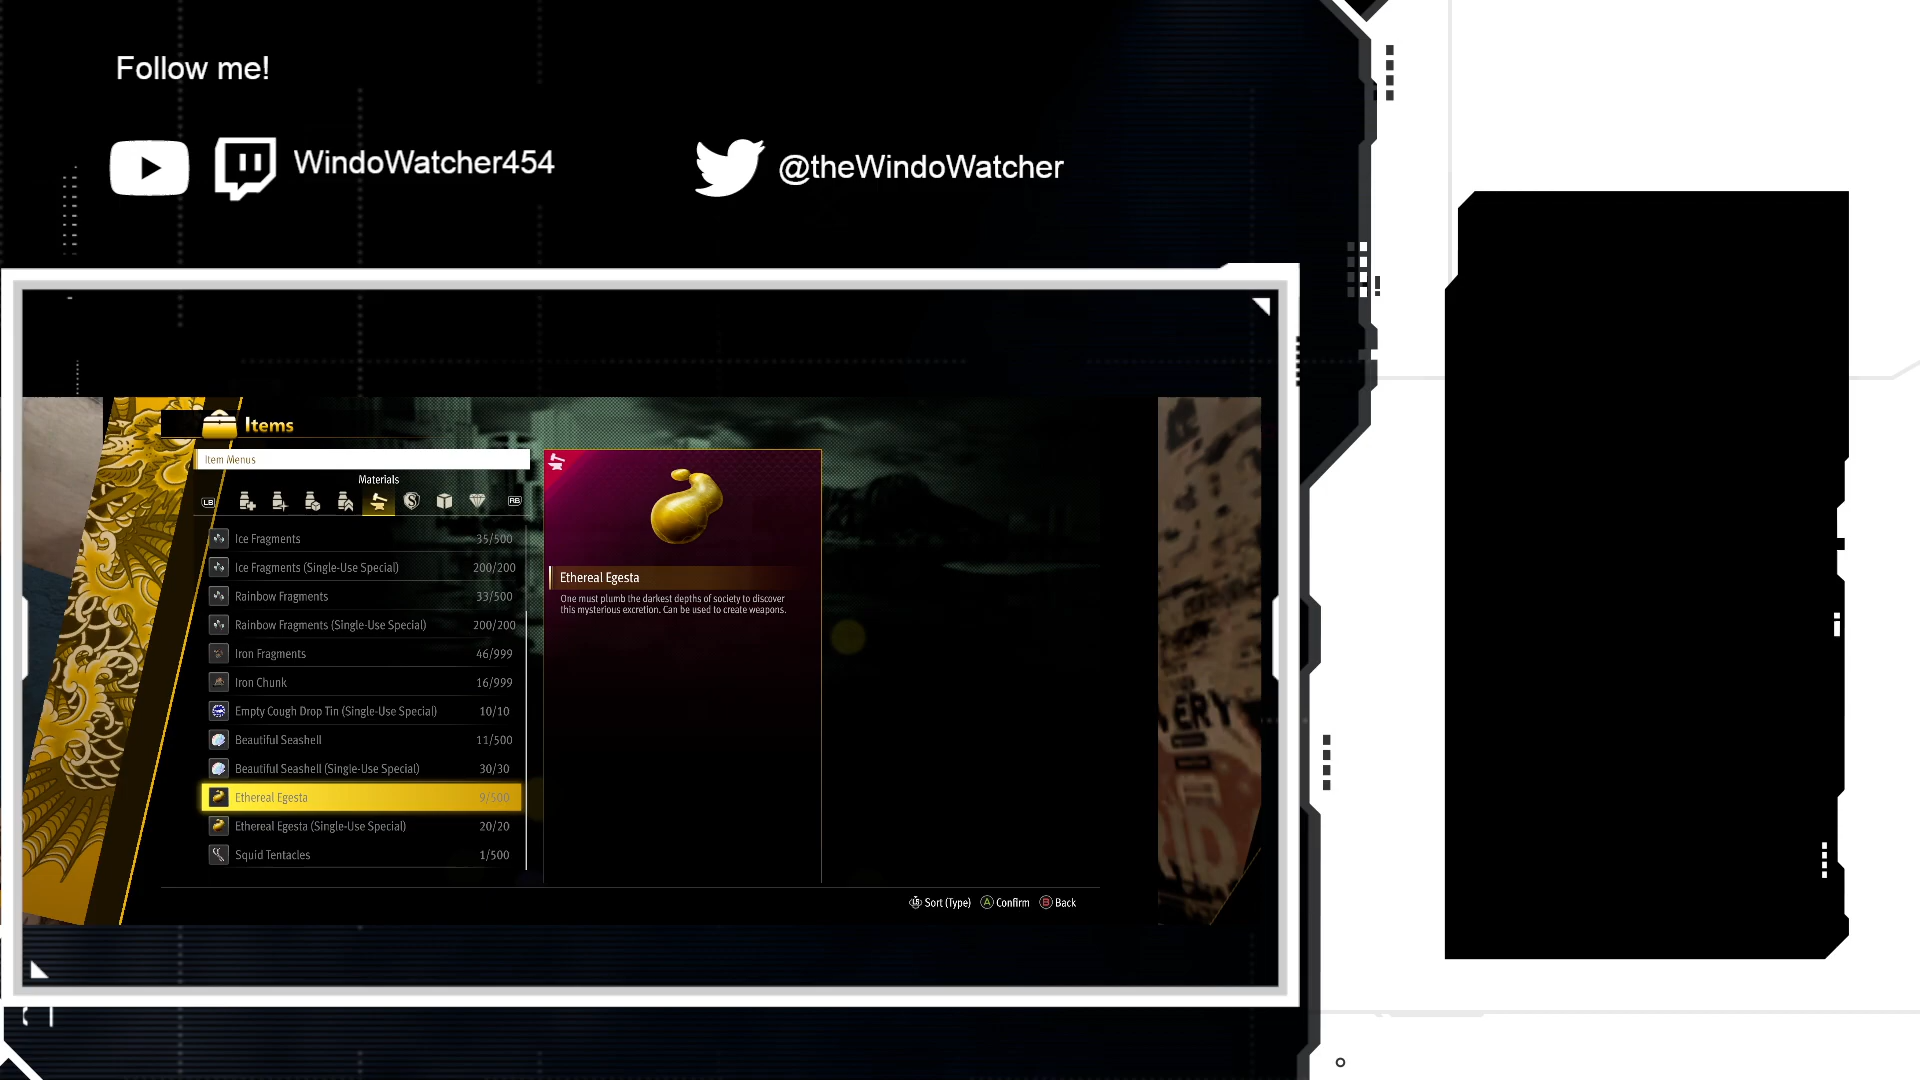 Follow me!
WindoWatcher454
@theWindoWatcher
Items
Item Menus
Materials
LB
RB
Ice Fragments 35/500
Ice Fragments (Single-Use Special) 200/200
Rainbow Fragments 33/500
Rainbow Fragments (Single-Use Special) 200/200
Iron Fragments 46/999
Iron Chunk 16/999
Empty Cough Drop Tin (Single-Use Special) 10/10
Beautiful Seashell 11/500
Beautiful Seashell (Single-Use Special) 30/30
Ethereal Egesta 9/500
Ethereal Egesta (Single-Use Special) 20/20
Squid Tentacles 1/500
Ethereal Egesta
One must plumb the darkest depths of society to discover
this mysterious excretion. Can be used to create weapons.
ERY
Sort (Type) A Confirm B Back